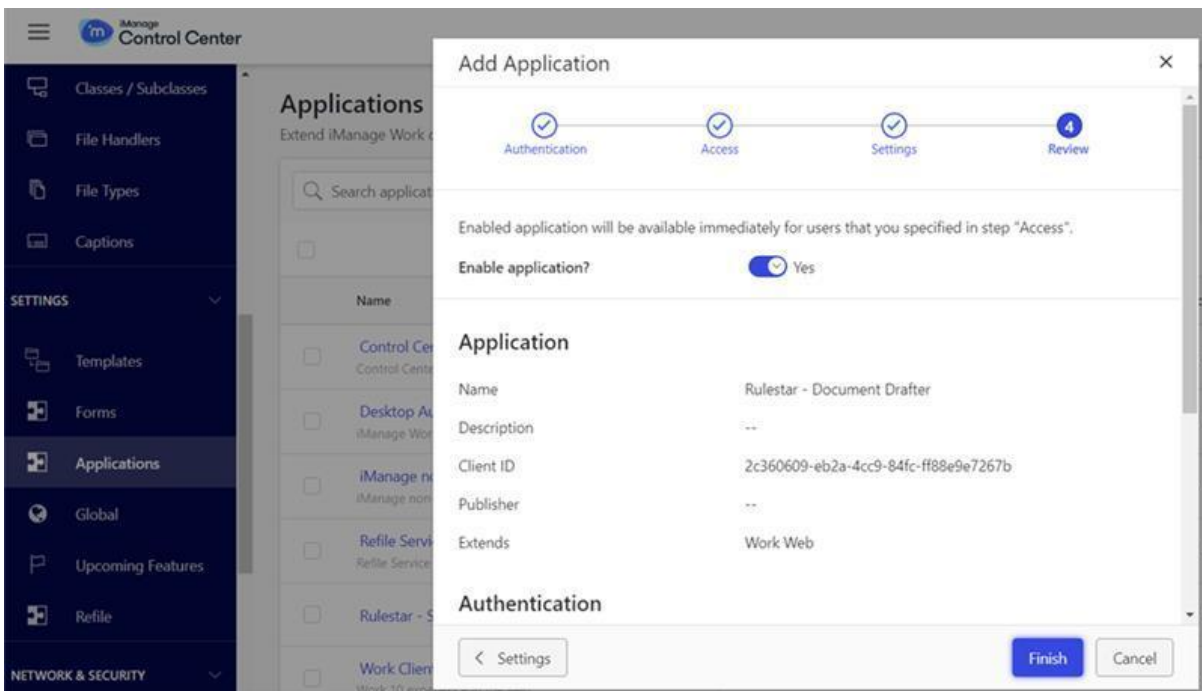 iManage
Control Center
Classes / Subclasses
File Handlers
File Types
Captions
SETTINGS
Templates
Forms
Applications
Global
Upcoming Features
Refile
NETWORK & SECURITY
Applications
Extend iManage Work
Search applicat
Name
Control Cen
Control Cente
Desktop Au
iManage Wor
iManage no
iManage non
Refile Servi
Refile Service
Rulestar - S
Work Clien
Add Application
Authentication
Access
Settings
4
Review
Enabled application will be available immediately for users that you specified in step "Access".
Enable application?
Yes
Application
Name
Rulestar - Document Drafter
Description
--
Client ID
2c360609-eb2a-4cc9-84fc-ff88e9e7267b
Publisher
--
Extends
Work Web
Authentication
< Settings
Finish
Cancel